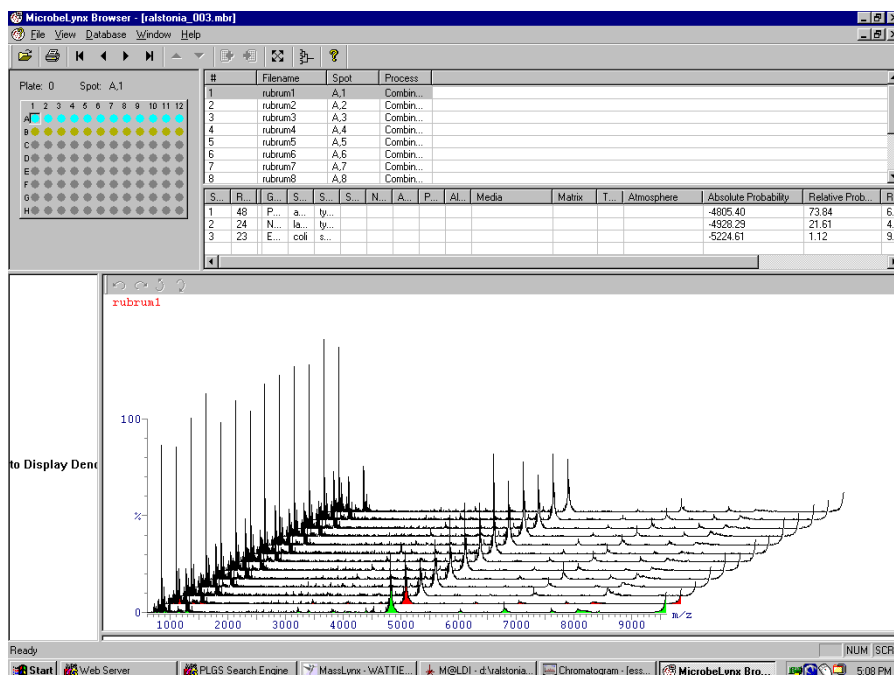 MicrobeLynx Browser - [ralstonia_003.mbr]
File View Database Window Help
Plate: 0 Spot: A,1
1 2 3 4 5 6 7 8 9 10 11 12
A
B
C
D
E
F
G
H
# Filename Spot Process
1 rubrum1 A,1 Combin...
2 rubrum2 A,2 Combin...
3 rubrum3 A,3 Combin...
4 rubrum4 A,4 Combin...
5 rubrum5 A,5 Combin...
6 rubrum6 A,6 Combin...
7 rubrum7 A,7 Combin...
8 rubrum8 A,8 Combin...
S... R... G... S... S... S... N... A... P... Al... Media Matrix T... Atmosphere Absolute Probability Relative Prob... R
1 48 P... a... ty... -4805.40 73.84 6.
2 24 N... la... ty... -4928.29 21.61 4.
3 23 E... coli s... -5224.61 1.12 9.
rubrum1
100
%
0
1000 2000 3000 4000 5000 6000 7000 8000 9000 m/z
to Display Dend
Ready NUM SCR
Start Web Server PLGS Search Engine MassLynx - WATTIE... M@LDI - d:\ralstonia... Chromatogram - [ess... MicrobeLynx Bro... 5:08 PM